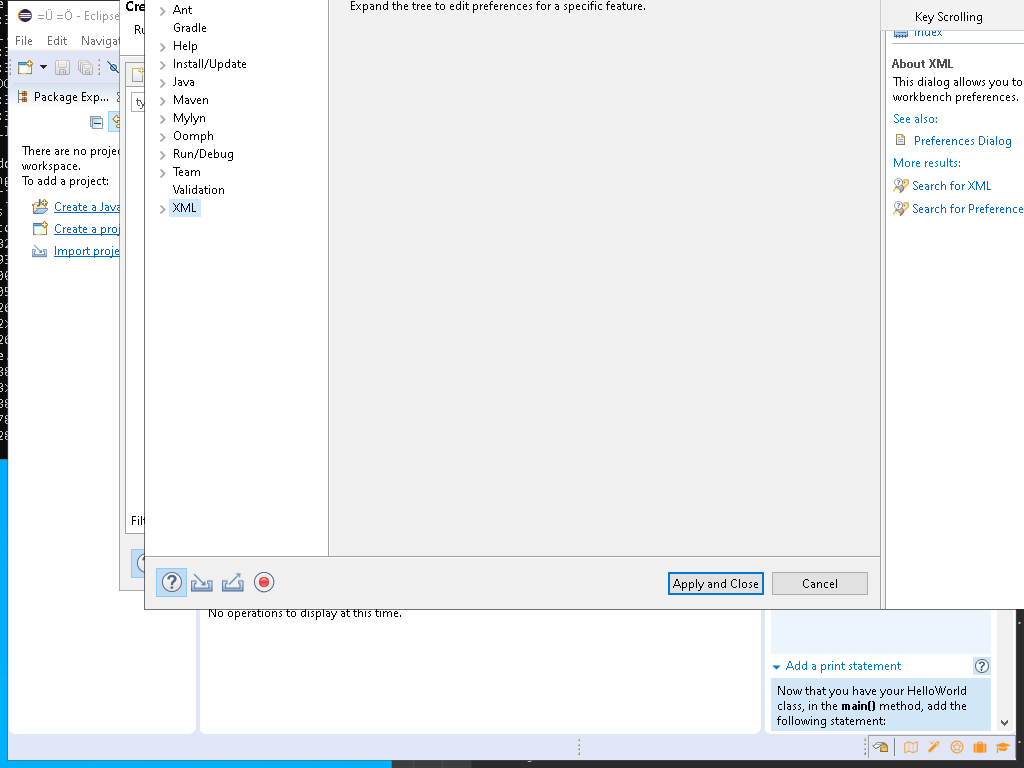 =Ü =Ö - Eclipse
File Edit Navigat
Package Exp...
There are no projec
workspace.
To add a project:
Create a Java
Create a proj
Import proje
Cre
Ru
ty
Filt
Ant
Gradle
Help
Install/Update
Java
Maven
Mylyn
Oomph
Run/Debug
Team
Validation
XML
Expand the tree to edit preferences for a specific feature.
Apply and Close
Cancel
Key Scrolling
Index
About XML
This dialog allows you to
workbench preferences.
See also:
Preferences Dialog
More results:
Search for XML
Search for Preference
No operations to display at this time.
Add a print statement
Now that you have your HelloWorld
class, in the main() method, add the
following statement: